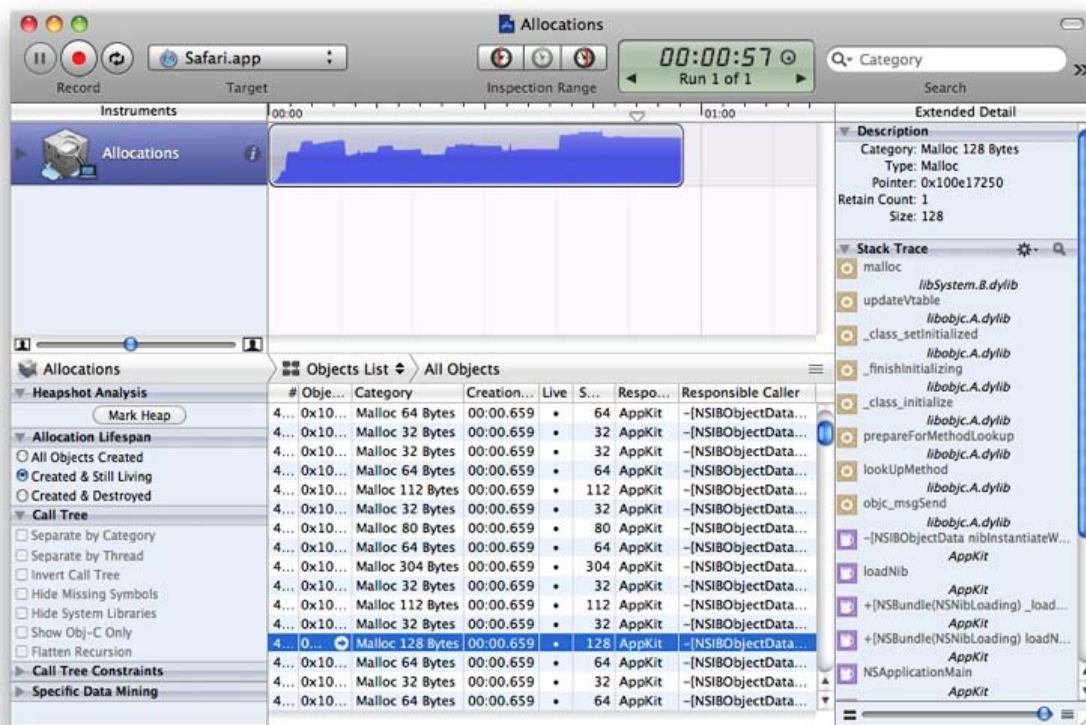 Allocations
Safari.app
00:00:57
Run 1 of 1
Category
Record
Target
Inspection Range
Search
Instruments
00:00
01:00
Extended Detail
Allocations
Description
Category: Malloc 128 Bytes
Type: Malloc
Pointer: 0x100e17250
Retain Count: 1
Size: 128
Stack Trace
malloc
libSystem.B.dylib
updateVtable
libobjc.A.dylib
_class_setInitialized
libobjc.A.dylib
_finishInitializing
libobjc.A.dylib
_class_initialize
libobjc.A.dylib
prepareForMethodLookup
libobjc.A.dylib
lookUpMethod
libobjc.A.dylib
objc_msgSend
libobjc.A.dylib
-[NSIBObjectData nibInstantiateW...
AppKit
loadNib
AppKit
+[NSBundle(NSNibLoading) _load...
AppKit
+[NSBundle(NSNibLoading) loadN...
AppKit
NSApplicationMain
AppKit
Allocations
Heapshot Analysis
Mark Heap
Allocation Lifespan
All Objects Created
Created & Still Living
Created & Destroyed
Call Tree
Separate by Category
Separate by Thread
Invert Call Tree
Hide Missing Symbols
Hide System Libraries
Show Obj-C Only
Flatten Recursion
Call Tree Constraints
Specific Data Mining
Objects List All Objects
# Obje... Category Creation... Live S... Respo... Responsible Caller
4... 0x10... Malloc 64 Bytes 00:00.659 • 64 AppKit -[NSIBObjectData...
4... 0x10... Malloc 32 Bytes 00:00.659 • 32 AppKit -[NSIBObjectData...
4... 0x10... Malloc 32 Bytes 00:00.659 • 32 AppKit -[NSIBObjectData...
4... 0x10... Malloc 64 Bytes 00:00.659 • 64 AppKit -[NSIBObjectData...
4... 0x10... Malloc 112 Bytes 00:00.659 • 112 AppKit -[NSIBObjectData...
4... 0x10... Malloc 32 Bytes 00:00.659 • 32 AppKit -[NSIBObjectData...
4... 0x10... Malloc 80 Bytes 00:00.659 • 80 AppKit -[NSIBObjectData...
4... 0x10... Malloc 64 Bytes 00:00.659 • 64 AppKit -[NSIBObjectData...
4... 0x10... Malloc 304 Bytes 00:00.659 • 304 AppKit -[NSIBObjectData...
4... 0x10... Malloc 32 Bytes 00:00.659 • 32 AppKit -[NSIBObjectData...
4... 0x10... Malloc 112 Bytes 00:00.659 • 112 AppKit -[NSIBObjectData...
4... 0x10... Malloc 32 Bytes 00:00.659 • 32 AppKit -[NSIBObjectData...
4... 0... Malloc 128 Bytes 00:00.659 • 128 AppKit -[NSIBObjectData...
4... 0x10... Malloc 64 Bytes 00:00.659 • 64 AppKit -[NSIBObjectData...
4... 0x10... Malloc 32 Bytes 00:00.659 • 32 AppKit -[NSIBObjectData...
4... 0x10... Malloc 64 Bytes 00:00.659 • 64 AppKit -[NSIBObjectData...